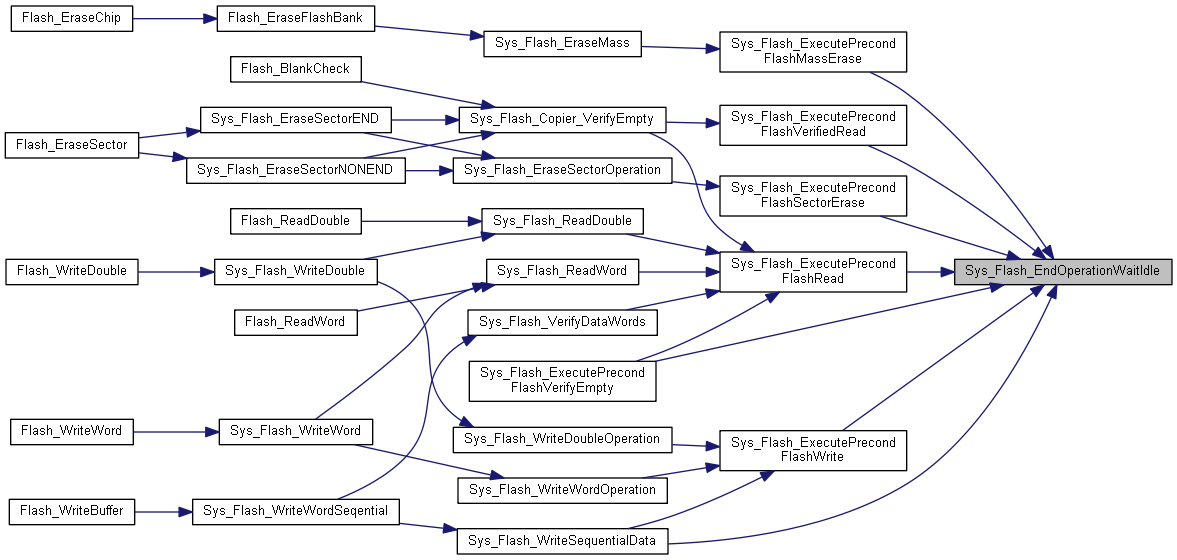 Flash_EraseChip
Flash_EraseFlashBank
Sys_Flash_EraseMass
Sys_Flash_ExecutePrecond
FlashMassErase
Flash_BlankCheck
Sys_Flash_EraseSectorEND
Sys_Flash_Copier_VerifyEmpty
Sys_Flash_ExecutePrecond
FlashVerifiedRead
Flash_EraseSector
Sys_Flash_EraseSectorNONEND
Sys_Flash_EraseSectorOperation
Sys_Flash_ExecutePrecond
FlashSectorErase
Flash_ReadDouble
Sys_Flash_ReadDouble
Flash_WriteDouble
Sys_Flash_WriteDouble
Sys_Flash_ReadWord
Sys_Flash_ExecutePrecond
FlashRead
Sys_Flash_EndOperationWaitIdle
Flash_ReadWord
Sys_Flash_VerifyDataWords
Sys_Flash_ExecutePrecond
FlashVerifyEmpty
Flash_WriteWord
Sys_Flash_WriteWord
Sys_Flash_WriteDoubleOperation
Sys_Flash_ExecutePrecond
FlashWrite
Sys_Flash_WriteWordOperation
Flash_WriteBuffer
Sys_Flash_WriteWordSeqential
Sys_Flash_WriteSequentialData